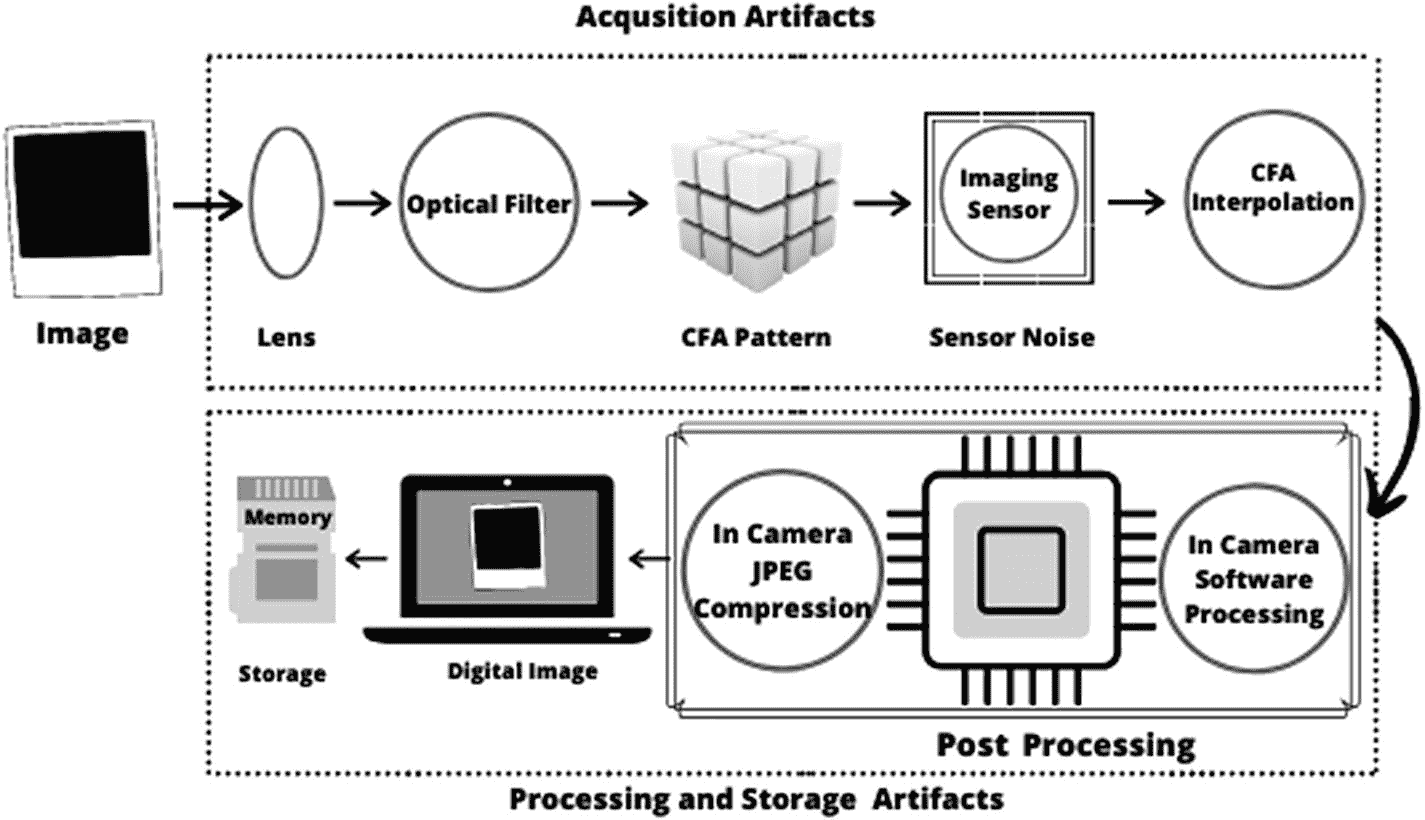 Acqusition Artifacts
Optical Filter
Imaging
Sensor
CFA
Interpolation
Image
Lens
CFA Pattern
Sensor Noise
Memory
In Camera
JPEG
Compression
In Camera
Software
Processing
Storage
Digital Image
Post Processing
Processing and Storage Artifacts